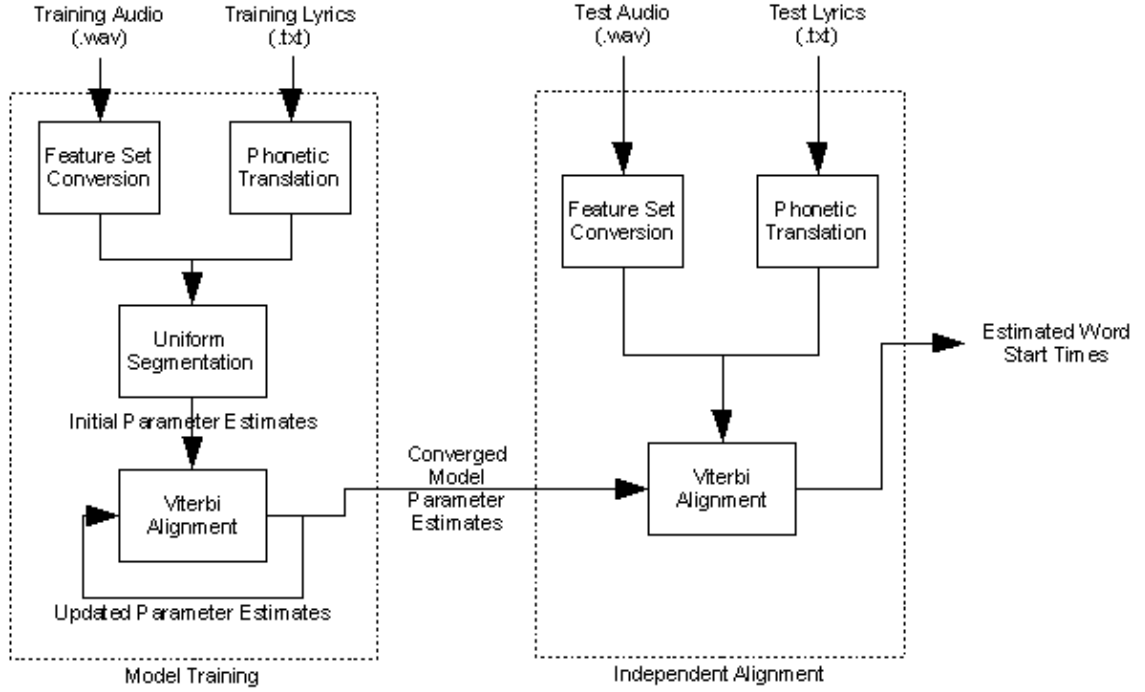 Training Audio
(.wav)
Training Lyrics
(.txt)
Feature Set
Conversion
Phonetic
Translation
Uniform
Segmentation
Initial Parameter Estimates
Viterbi
Alignment
Updated Parameter Estimates
Model Training
Converged
Model
Parameter
Estimates
Test Audio
(.wav)
Test Lyrics
(.txt)
Feature Set
Conversion
Phonetic
Translation
Viterbi
Alignment
Independent Alignment
Estimated Word
Start Times